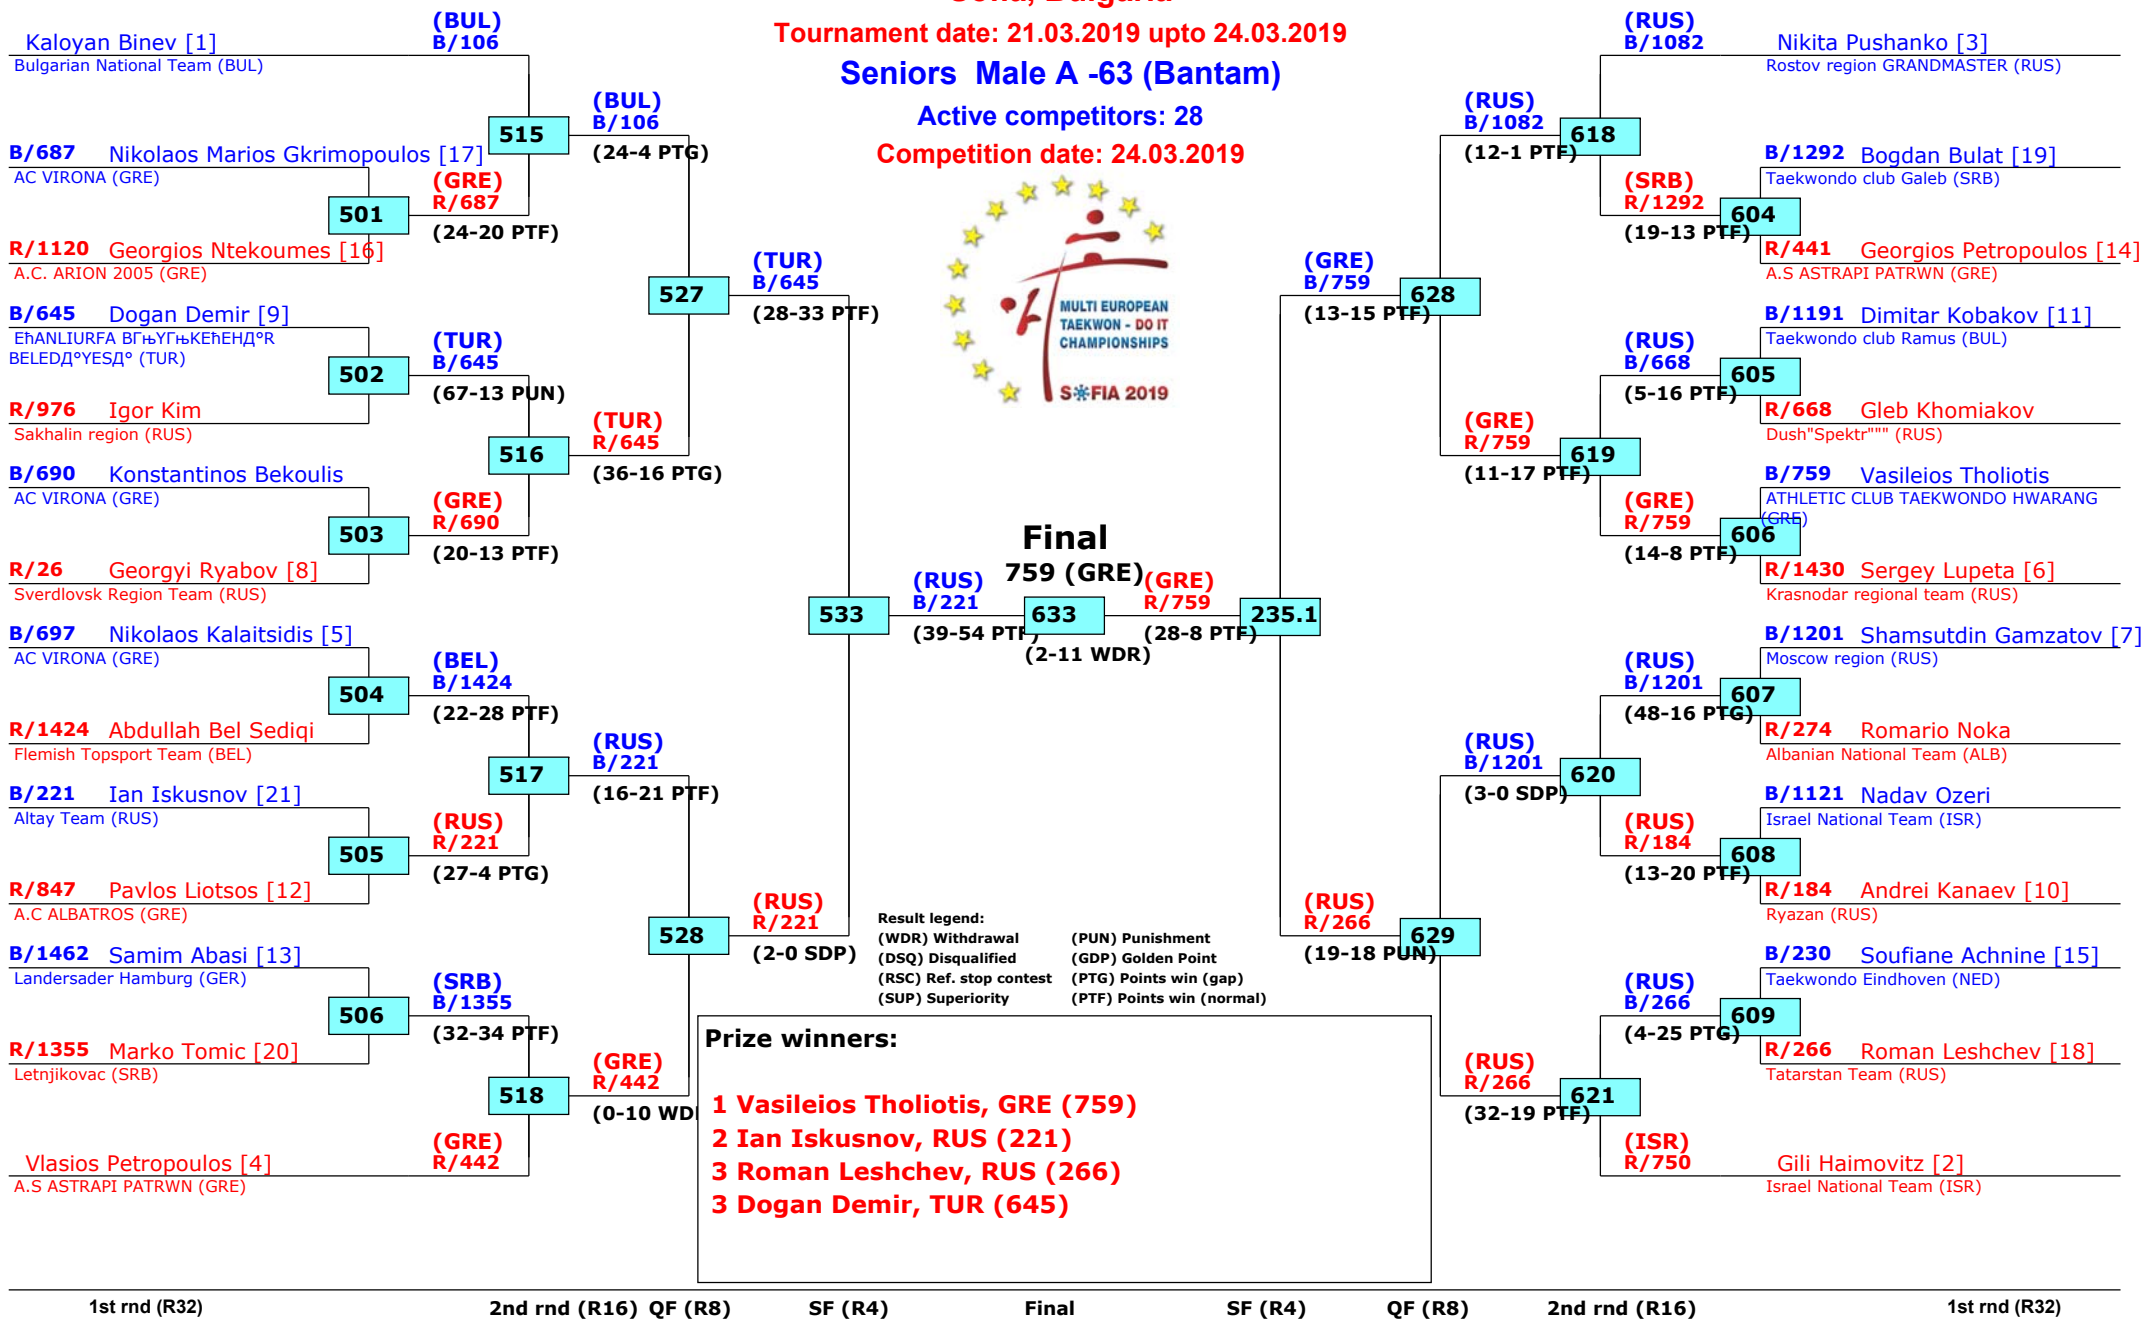 Tournament date: 21.03.2019 upto 24.03.2019
Seniors Male A -63 (Bantam)
Active competitors: 28
Competition date: 24.03.2019
MULTI EUROPEAN
TAEKWON - DO IT
CHAMPIONSHIPS
SOFIA 2019
Kaloyan Binev [1]
Bulgarian National Team (BUL)
(BUL)
B/106
B/687 Nikolaos Marios Gkrimopoulos [17]
AC VIRONA (GRE)
501
R/1120 Georgios Ntekoumes [16]
A.C. ARION 2005 (GRE)
(GRE)
R/687
(24-20 PTF)
515
(BUL)
B/106
(24-4 PTG)
B/645 Dogan Demir [9]
ЕћANLIURFA BГњYГњKЕћEHД°R
BELEDД°YESД° (TUR)
502
R/976 Igor Kim
Sakhalin region (RUS)
(TUR)
B/645
(67-13 PUN)
B/690 Konstantinos Bekoulis
AC VIRONA (GRE)
503
R/26 Georgyi Ryabov [8]
Sverdlovsk Region Team (RUS)
(GRE)
R/690
(20-13 PTF)
516
(TUR)
R/645
(36-16 PTG)
527
(TUR)
B/645
(28-33 PTF)
B/697 Nikolaos Kalaitsidis [5]
AC VIRONA (GRE)
504
R/1424 Abdullah Bel Sediqi
Flemish Topsport Team (BEL)
(BEL)
B/1424
(22-28 PTF)
B/221 Ian Iskusnov [21]
Altay Team (RUS)
505
R/847 Pavlos Liotsos [12]
A.C ALBATROS (GRE)
(RUS)
R/221
(27-4 PTG)
517
(RUS)
B/221
(16-21 PTF)
B/1462 Samim Abasi [13]
Landersader Hamburg (GER)
506
R/1355 Marko Tomic [20]
Letnjikovac (SRB)
(SRB)
B/1355
(32-34 PTF)
518
Vlasios Petropoulos [4]
A.S ASTRAPI PATRWN (GRE)
(GRE)
R/442
(GRE)
R/442
(0-10 WD
528
(RUS)
R/221
(2-0 SDP)
533
(RUS)
B/221
(39-54 PTF)
Final
759 (GRE)
633
(2-11 WDR)
(GRE)
R/759
(28-8 PTF)
235.1
(GRE)
B/759
(13-15 PTF)
628
(RUS)
B/1082
(12-1 PTF)
618
(RUS)
B/1082
Nikita Pushanko [3]
Rostov region GRANDMASTER (RUS)
(SRB)
R/1292
(19-13 PTF)
604
B/1292 Bogdan Bulat [19]
Taekwondo club Galeb (SRB)
R/441 Georgios Petropoulos [14]
A.S ASTRAPI PATRWN (GRE)
(GRE)
R/759
(11-17 PTF)
619
(RUS)
B/668
(5-16 PTF)
605
B/1191 Dimitar Kobakov [11]
Taekwondo club Ramus (BUL)
R/668 Gleb Khomiakov
Dush"Spektr""" (RUS)
(GRE)
R/759
(14-8 PTF)
606
B/759 Vasileios Tholiotis
ATHLETIC CLUB TAEKWONDO HWARANG
(GRE)
R/1430 Sergey Lupeta [6]
Krasnodar regional team (RUS)
(RUS)
R/266
(19-18 PUN)
629
(RUS)
B/1201
(3-0 SDP)
620
(RUS)
B/1201
(48-16 PTG)
607
B/1201 Shamsutdin Gamzatov [7]
Moscow region (RUS)
R/274 Romario Noka
Albanian National Team (ALB)
(RUS)
R/184
(13-20 PTF)
608
B/1121 Nadav Ozeri
Israel National Team (ISR)
R/184 Andrei Kanaev [10]
Ryazan (RUS)
(RUS)
R/266
(32-19 PTF)
621
(RUS)
B/266
(4-25 PTG)
609
B/230 Soufiane Achnine [15]
Taekwondo Eindhoven (NED)
R/266 Roman Leshchev [18]
Tatarstan Team (RUS)
(ISR)
R/750
Gili Haimovitz [2]
Israel National Team (ISR)
Result legend:
(WDR) Withdrawal (PUN) Punishment
(DSQ) Disqualified (GDP) Golden Point
(RSC) Ref. stop contest (PTG) Points win (gap)
(SUP) Superiority (PTF) Points win (normal)
Prize winners:
1 Vasileios Tholiotis, GRE (759)
2 Ian Iskusnov, RUS (221)
3 Roman Leshchev, RUS (266)
3 Dogan Demir, TUR (645)
1st rnd (R32) 2nd rnd (R16) QF (R8) SF (R4) Final SF (R4) QF (R8) 2nd rnd (R16) 1st rnd (R32)